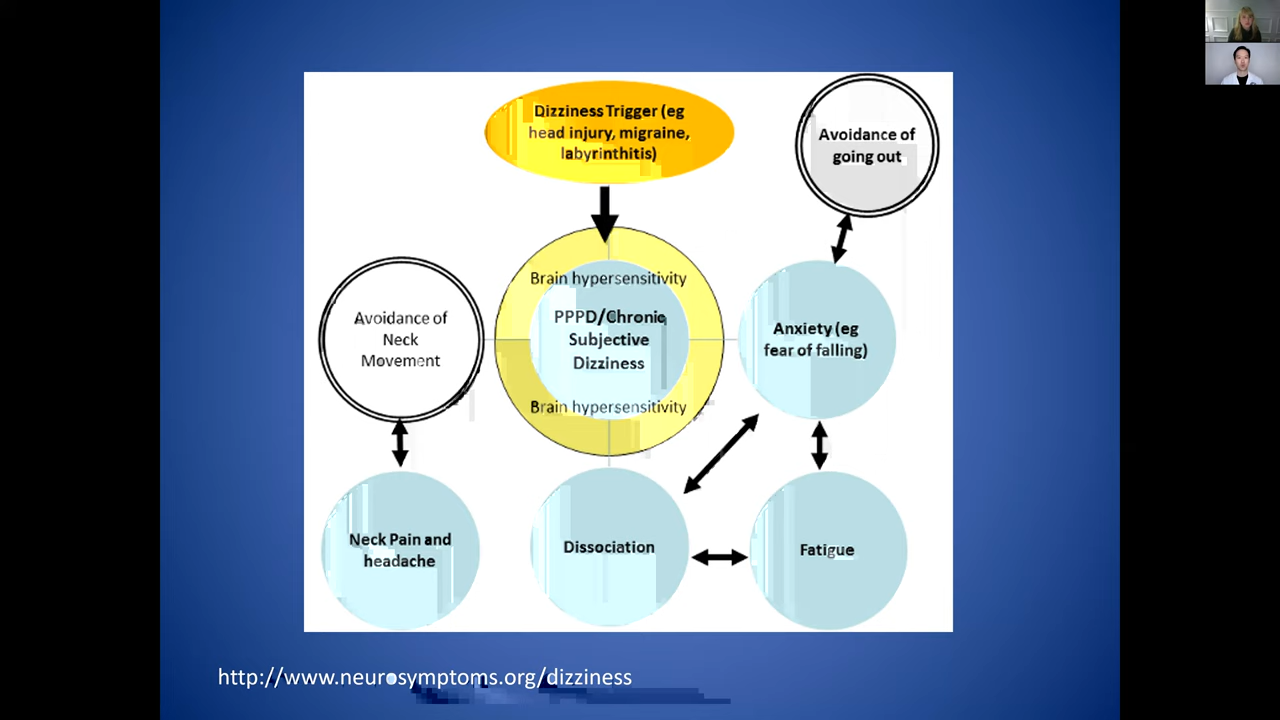 Dizziness Trigger (eg
head injury, migraine,
labyrinthitis)
Avoidance of
going out
Brain hypersensitivity
PPPD/Chronic
Subjective
Dizziness
Brain hypersensitivity
Avoidance of
Neck
Movement
Anxiety (eg
fear of falling)
Neck Pain and
headache
Dissociation
Fatigue
http://www.neurosymptoms.org/dizziness